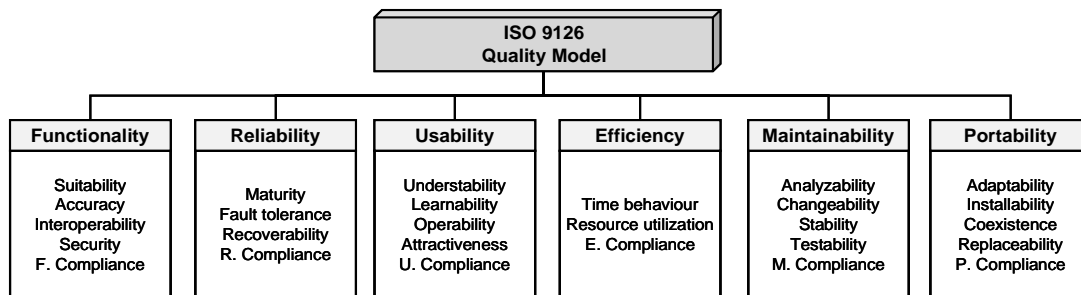 ISO 9126
Quality Model
Functionality
Suitability
Accuracy
Interoperability
Security
F. Compliance
Reliability
Maturity
Fault tolerance
Recoverability
R. Compliance
Usability
Understability
Learnability
Operability
Attractiveness
U. Compliance
Efficiency
Time behaviour
Resource utilization
E. Compliance
Maintainability
Analyzability
Changeability
Stability
Testability
M. Compliance
Portability
Adaptability
Installability
Coexistence
Replaceability
P. Compliance